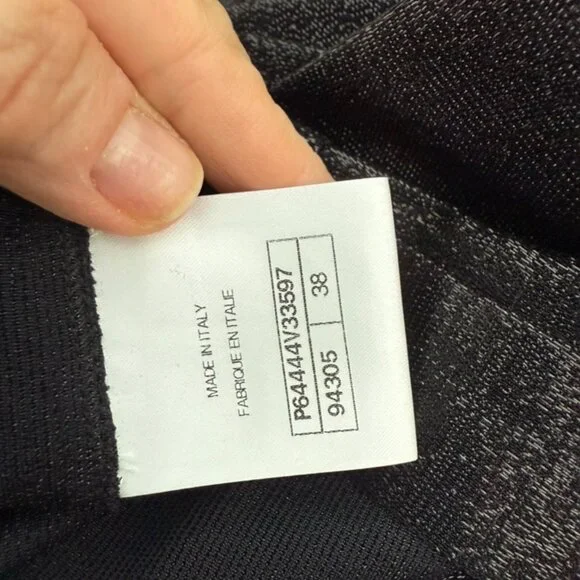 MADE IN ITALY
FABRIQUE EN ITALIE
P64444V33597
94305 38